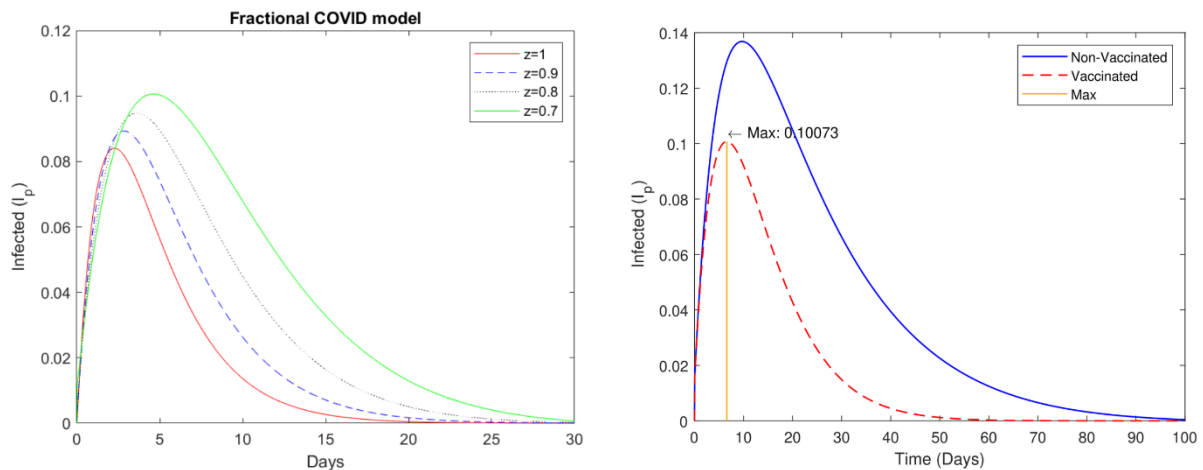 Fractional COVID model
0.12
0.1
0.08
0.06
0.04
0.02
0
Infected (I_p)
0 5 10 15 20 25 30
Days
z=1
z=0.9
z=0.8
z=0.7
0.14
0.12
0.1
0.08
0.06
0.04
0.02
0
Infected (I_p)
0 10 20 30 40 50 60 70 80 90 100
Time (Days)
Non-Vaccinated
Vaccinated
Max
← Max: 0.10073